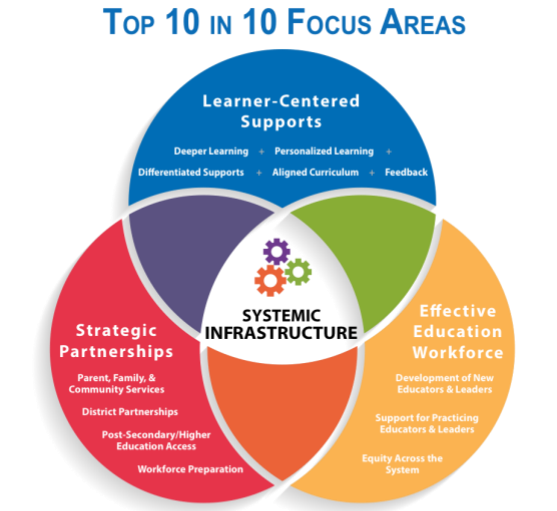 TOP 10 IN 10 FOCUS AREAS
Learner-Centered
Supports
Deeper Learning + Personalized Learning +
Differentiated Supports + Aligned Curriculum + Feedback
SYSTEMIC
INFRASTRUCTURE
Strategic
Partnerships
Parent, Family, &
Community Services
District Partnerships
Post-Secondary/Higher
Education Access
Workforce Preparation
Effective
Education
Workforce
Development of New
Educators & Leaders
Support for Practicing
Educators & Leaders
Equity Across the
System